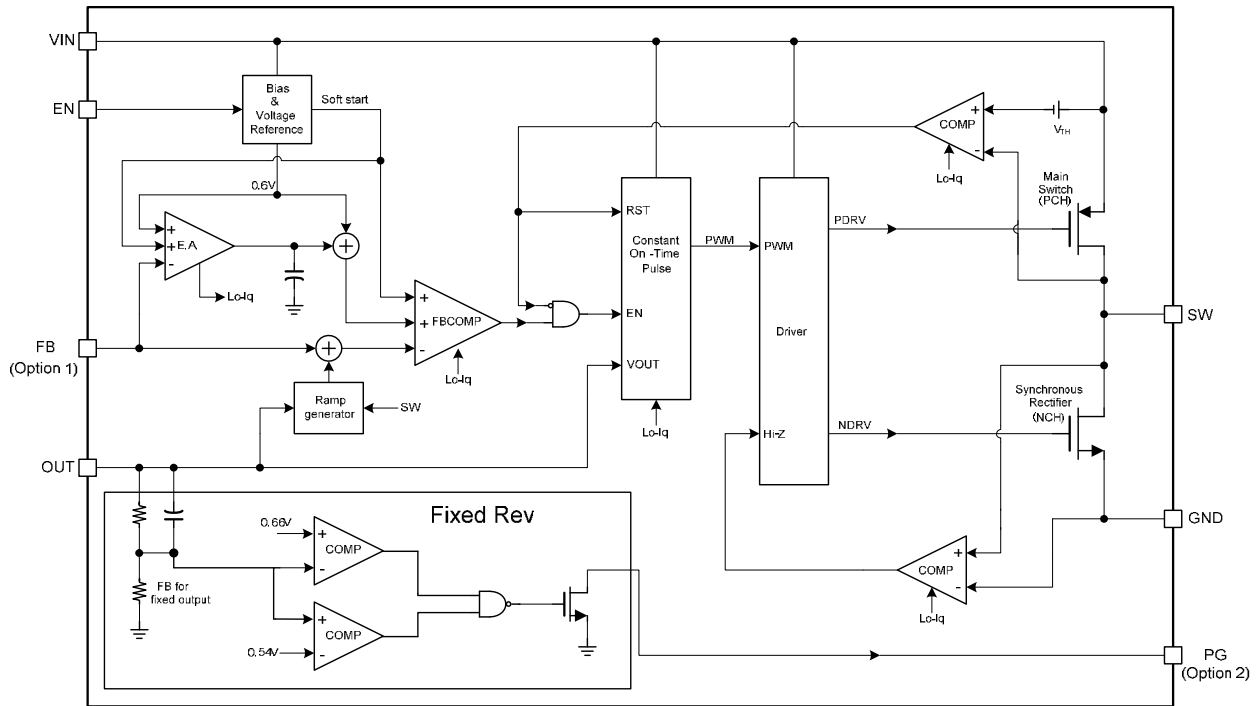 VIN
EN
Bias
&
Voltage
Reference
Soft start
0.6V
+
+
-
E.A
Lo-Iq
+
FB
(Option 1)
+
Ramp
generator
SW
+
+
-
FBCOMP
Lo-Iq
RST
Constant
On -Time
Pulse
EN
VOUT
Lo-Iq
PWM
PWM
Driver
Hi-Z
PDRV
NDRV
COMP
+
-
Lo-Iq
VTH
Main
Switch
(PCH)
SW
Synchronous
Rectifier
(NCH)
GND
COMP
+
-
Lo-Iq
OUT
Fixed Rev
0.66V
+
-
COMP
FB for
fixed output
+
-
COMP
0.54V
PG
(Option 2)